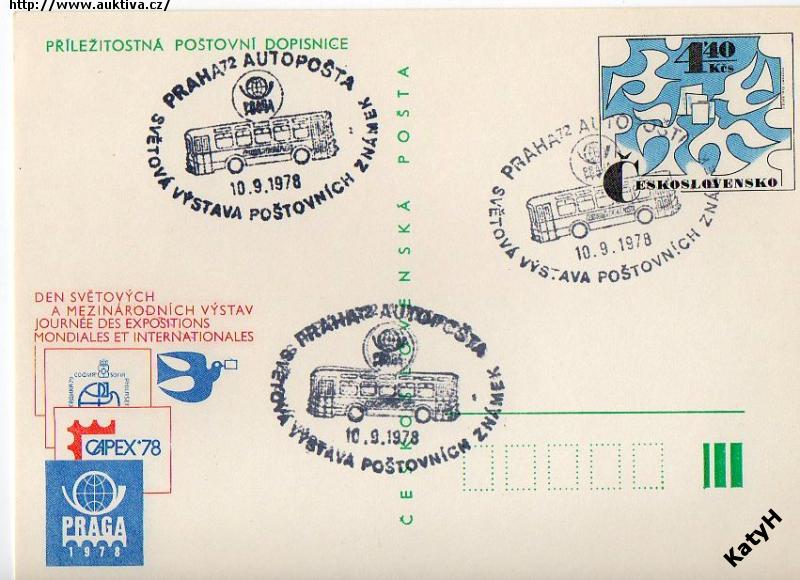 http://www.auktiva.cz/
PŘÍLEŽITOSTNÁ POŠTOVNÍ DOPISNICE
PRAHA 72 AUTOPOŠTA
PRAGA
10.9.1978
SVĚTOVÁ VÝSTAVA POŠTOVNÍCH ZNÁMEK
4.40
Kčs
ČESKOSLOVENSKO
PRAHA 72 AUTOPOŠTA
10.9.1978
SVĚTOVÁ VÝSTAVA POŠTOVNÍCH ZNÁMEK
ČESKOSLOVENSKÁ POŠTA
DEN SVĚTOVÝCH
A MEZINÁRODNÍCH VÝSTAV
JOURNÉE DES EXPOSITIONS
MONDIALES ET INTERNATIONALES
PRAHA 72 AUTOPOŠTA
PRAGA
10.9.1978
SVĚTOVÁ VÝSTAVA POŠTOVNÍCH ZNÁMEK
CAPEX'78
PRAGA
1978
KatyH